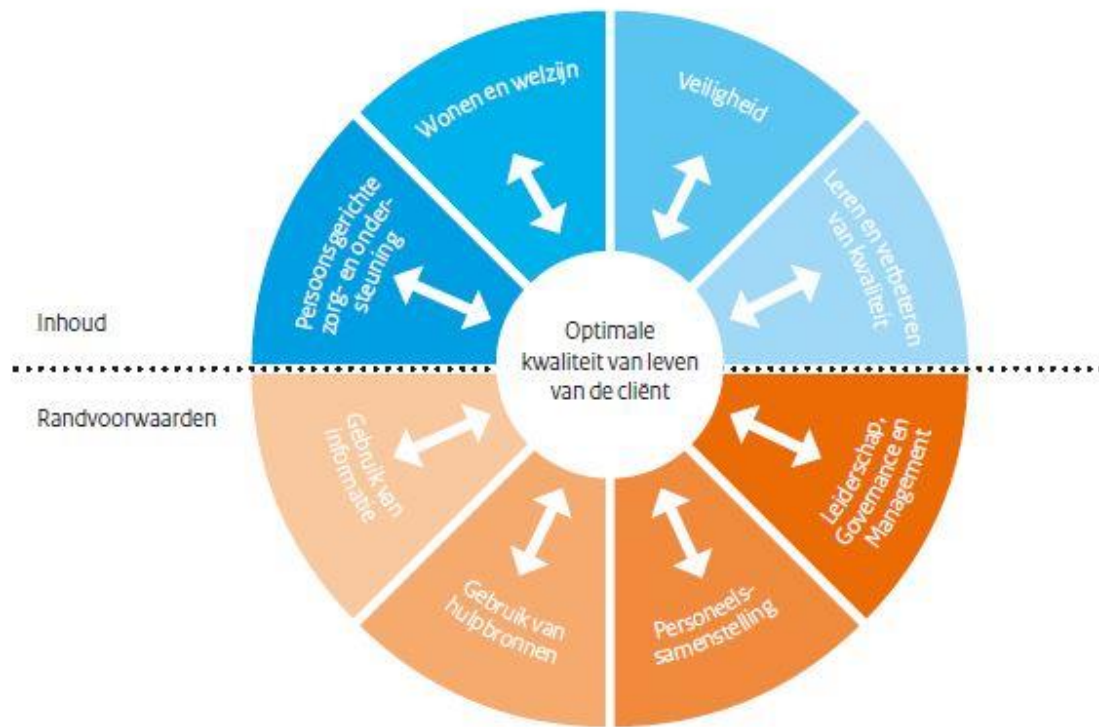 Wonen en welzijn
Veiligheid
Persoonsgerichte
zorg- en onder-
steuning
Leren en verbeteren
van kwaliteit
Inhoud
Optimale
kwaliteit van leven
van de cliënt
Randvoorwaarden
Gebruik van
informatie
Leiderschap,
Governance en
Management
Gebruik van
hulpbronnen
Personeels-
samenstelling